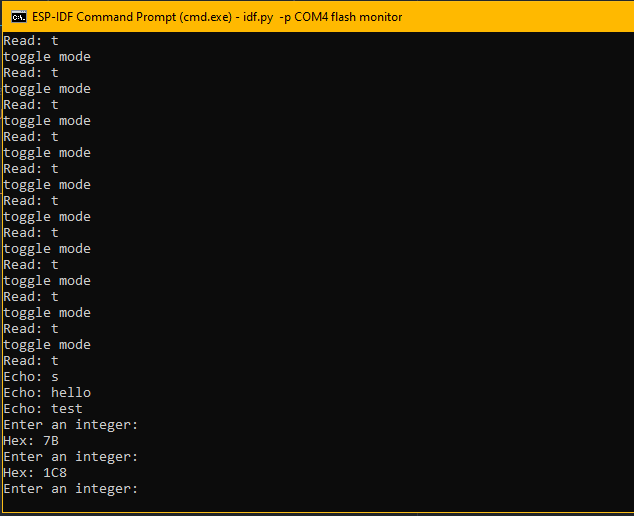 ESP-IDF Command Prompt (cmd.exe) - idf.py -p COM4 flash monitor
Read: t
toggle mode
Read: t
toggle mode
Read: t
toggle mode
Read: t
toggle mode
Read: t
toggle mode
Read: t
toggle mode
Read: t
toggle mode
Read: t
toggle mode
Read: t
toggle mode
Read: t
toggle mode
Read: t
Echo: s
Echo: hello
Echo: test
Enter an integer:
Hex: 7B
Enter an integer:
Hex: 1C8
Enter an integer: